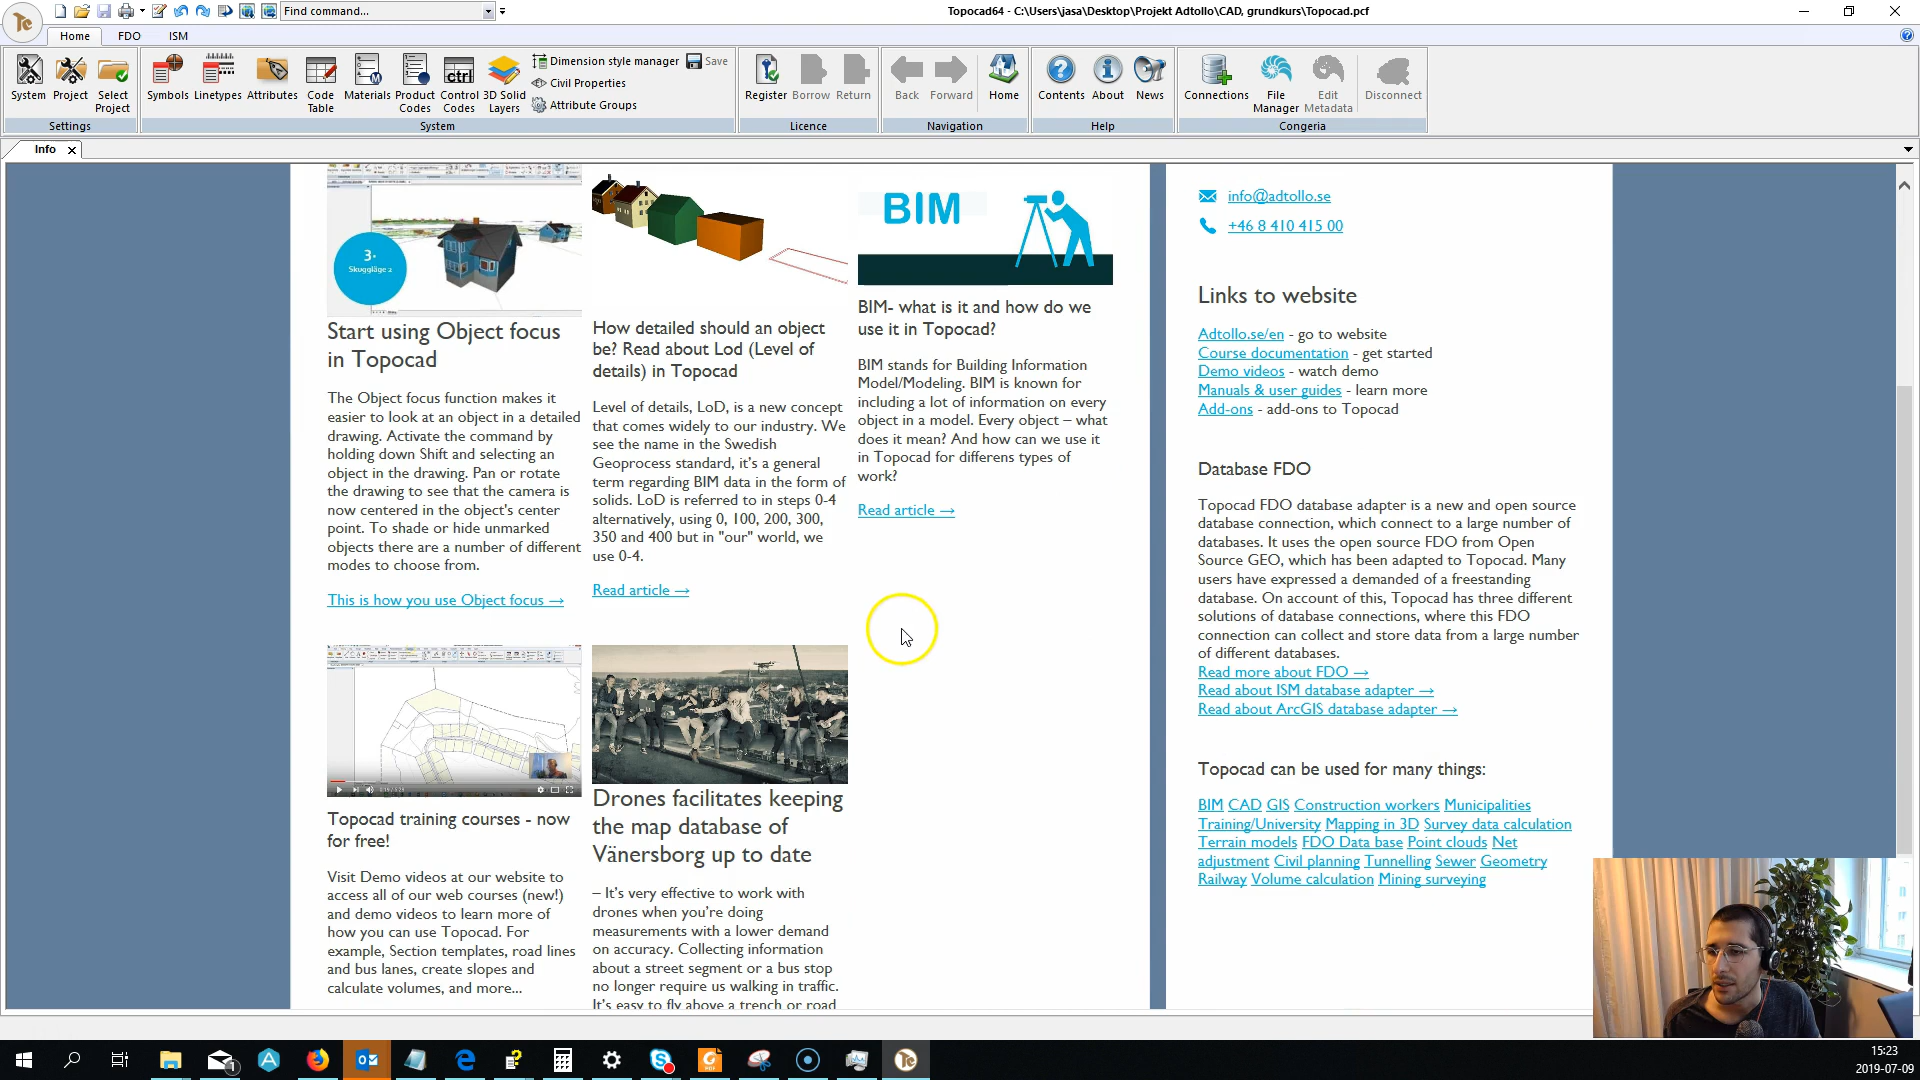 Find command...
Topocad64 - C:\Users\jasa\Desktop\Projekt Adtollo\CAD, grundkurs\Topocad.pcf
Tc
Home
FDO
ISM
System
Project
Select
Project
Symbols
Linetypes
Attributes
Code
Table
Materials
Product
Codes
ctrl
Control
Codes
3D Solid
Layers
Dimension style manager
Save
Civil Properties
Attribute Groups
Register
Borrow
Return
Back
Forward
Home
Contents
About
News
Connections
File
Manager
Edit
Metadata
Disconnect
Settings
System
Licence
Navigation
Help
Congeria
Info
3.
Skuggläge 2
Start using Object focus
in Topocad
The Object focus function makes it
easier to look at an object in a detailed
drawing. Activate the command by
holding down Shift and selecting an
object in the drawing. Pan or rotate
the drawing to see that the camera is
now centered in the object's center
point. To shade or hide unmarked
objects there are a number of different
modes to choose from.
This is how you use Object focus →
How detailed should an object
be? Read about Lod (Level of
details) in Topocad
Level of details, LoD, is a new concept
that comes widely to our industry. We
see the name in the Swedish
Geoprocess standard, it's a general
term regarding BIM data in the form of
solids. LoD is referred to in steps 0-4
alternatively, using 0, 100, 200, 300,
350 and 400 but in "our" world, we
use 0-4.
Read article →
BIM
BIM- what is it and how do we
use it in Topocad?
BIM stands for Building Information
Model/Modeling. BIM is known for
including a lot of information on every
object in a model. Every object – what
does it mean? And how can we use it
in Topocad for differens types of
work?
Read article →
Topocad training courses - now
for free!
Visit Demo videos at our website to
access all of our web courses (new!)
and demo videos to learn more of
how you can use Topocad. For
example, Section templates, road lines
and bus lanes, create slopes and
calculate volumes, and more...
Drones facilitates keeping
the map database of
Vänersborg up to date
– It's very effective to work with
drones when you're doing
measurements with a lower demand
on accuracy. Collecting information
about a street segment or a bus stop
no longer require us walking in traffic.
It's easy to fly above a trench or road
info@adtollo.se
+46 8 410 415 00
Links to website
Adtollo.se/en - go to website
Course documentation - get started
Demo videos - watch demo
Manuals & user guides - learn more
Add-ons - add-ons to Topocad
Database FDO
Topocad FDO database adapter is a new and open source
database connection, which connect to a large number of
databases. It uses the open source FDO from Open
Source GEO, which has been adapted to Topocad. Many
users have expressed a demanded of a freestanding
database. On account of this, Topocad has three different
solutions of database connections, where this FDO
connection can collect and store data from a large number
of different databases.
Read more about FDO →
Read about ISM database adapter →
Read about ArcGIS database adapter →
Topocad can be used for many things:
BIM CAD GIS Construction workers Municipalities
Training/University Mapping in 3D Survey data calculation
Terrain models FDO Data base Point clouds Net
adjustment Civil planning Tunnelling Sewer Geometry
Railway Volume calculation Mining surveying
15:23
2019-07-09